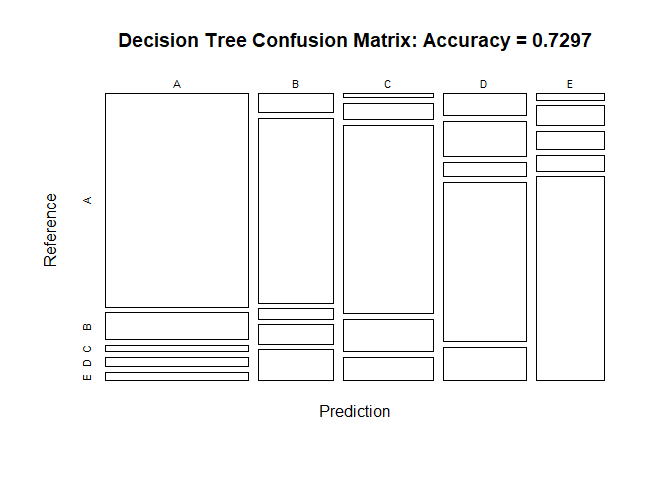 Decision Tree Confusion Matrix: Accuracy = 0.7297
A B C D E
Reference
A
B
C
D
E
Prediction